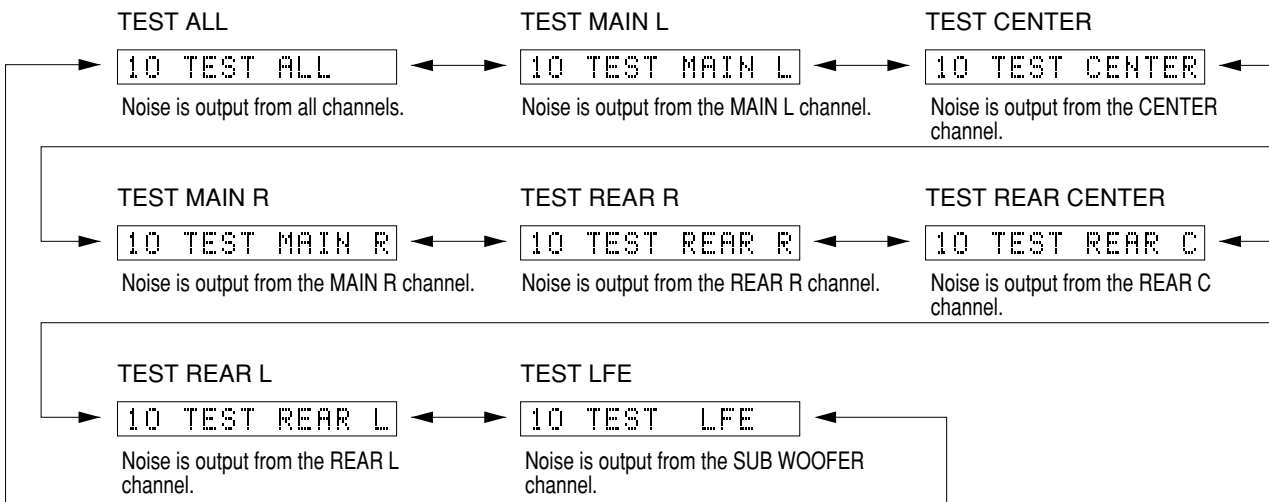 TEST ALL
10 TEST ALL
Noise is output from all channels.
TEST MAIN L
10 TEST MAIN L
Noise is output from the MAIN L channel.
TEST CENTER
10 TEST CENTER
Noise is output from the CENTER
channel.
TEST MAIN R
10 TEST MAIN R
Noise is output from the MAIN R channel.
TEST REAR R
10 TEST REAR R
Noise is output from the REAR R channel.
TEST REAR CENTER
10 TEST REAR C
Noise is output from the REAR C
channel.
TEST REAR L
10 TEST REAR L
Noise is output from the REAR L
channel.
TEST LFE
10 TEST LFE
Noise is output from the SUB WOOFER
channel.